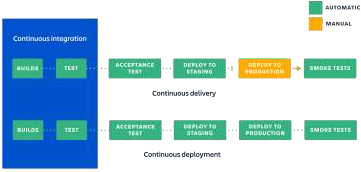 AUTOMATIC
MANUAL
Continuous integration
BUILDS
TEST
ACCEPTANCE
TEST
DEPLOY TO
STAGING
DEPLOY TO
PRODUCTION
SMOKE TESTS
Continuous delivery
BUILDS
TEST
ACCEPTANCE
TEST
DEPLOY TO
STAGING
DEPLOY TO
PRODUCTION
SMOKE TESTS
Continuous deployment